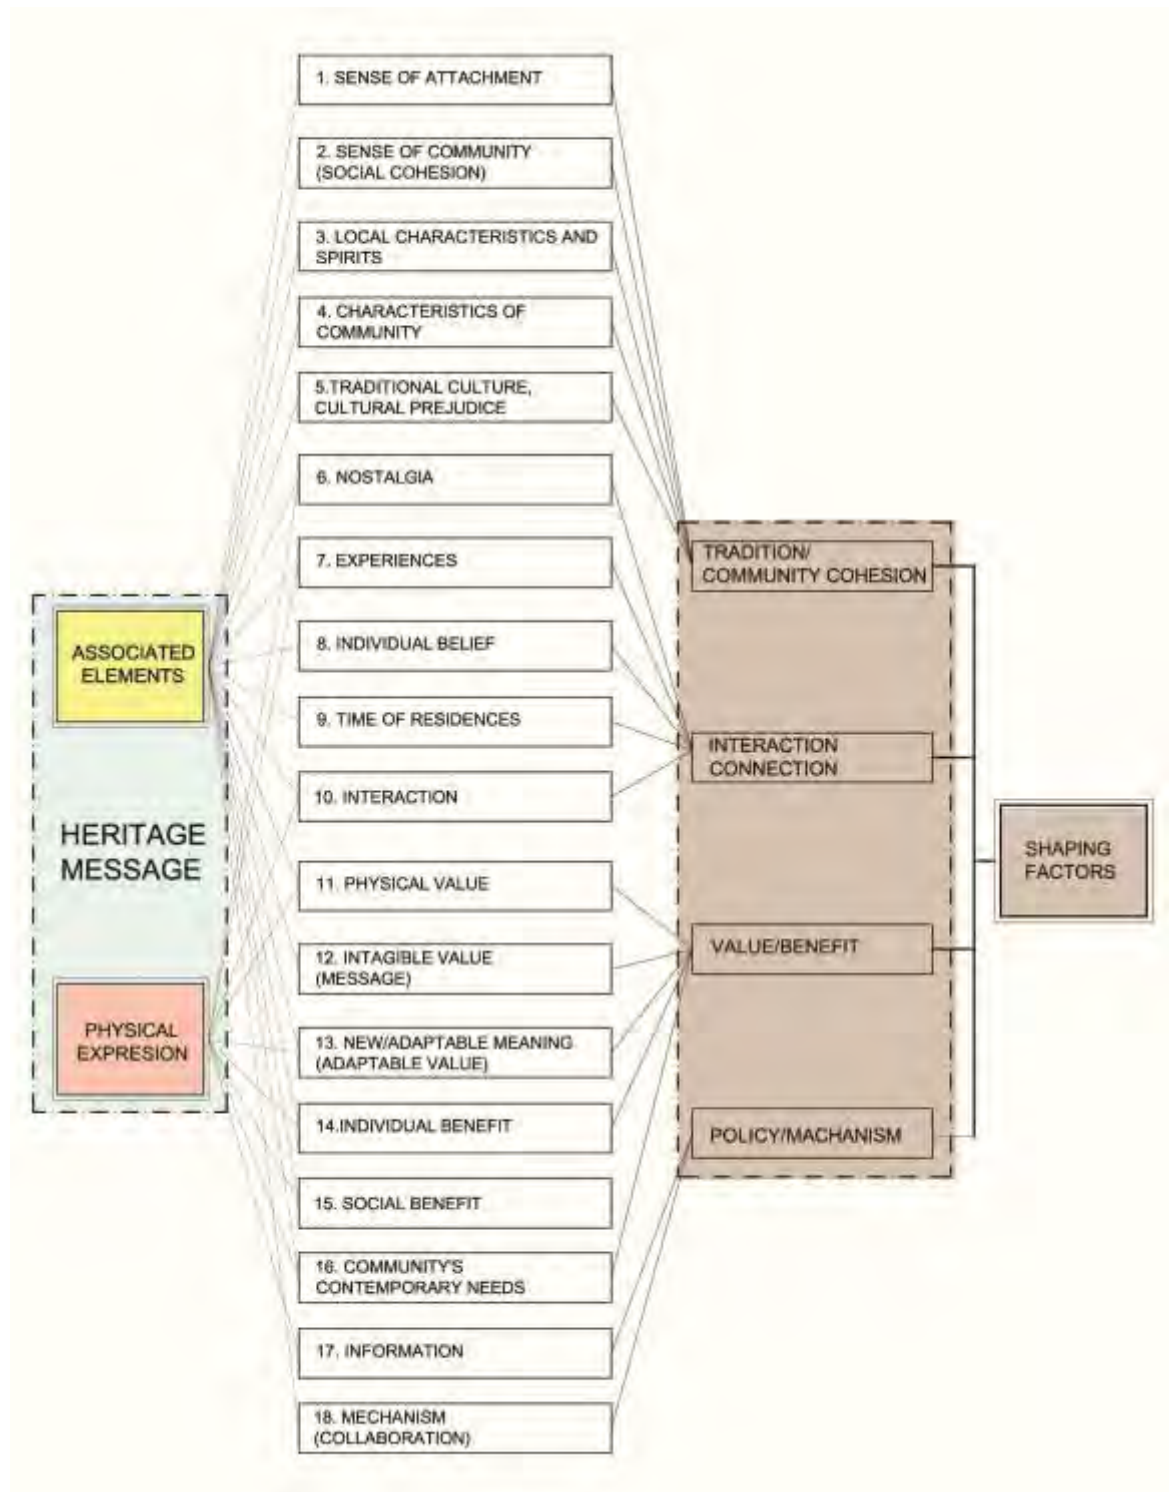 1. SENSE OF ATTACHMENT
2. SENSE OF COMMUNITY
(SOCIAL COHESION)
3. LOCAL CHARACTERISTICS AND
SPIRITS
4. CHARACTERISTICS OF
COMMUNITY
5.TRADITIONAL CULTURE,
CULTURAL PREJUDICE
6. NOSTALGIA
7. EXPERIENCES
8. INDIVIDUAL BELIEF
9. TIME OF RESIDENCES
10. INTERACTION
11. PHYSICAL VALUE
12. INTAGIBLE VALUE
(MESSAGE)
13. NEW/ADAPTABLE MEANING
(ADAPTABLE VALUE)
14.INDIVIDUAL BENEFIT
15. SOCIAL BENEFIT
16. COMMUNITY'S
CONTEMPORARY NEEDS
17. INFORMATION
18. MECHANISM
(COLLABORATION)
ASSOCIATED
ELEMENTS
HERITAGE
MESSAGE
PHYSICAL
EXPRESION
TRADITION/
COMMUNITY COHESION
INTERACTION
CONNECTION
VALUE/BENEFIT
POLICY/MACHANISM
SHAPING
FACTORS